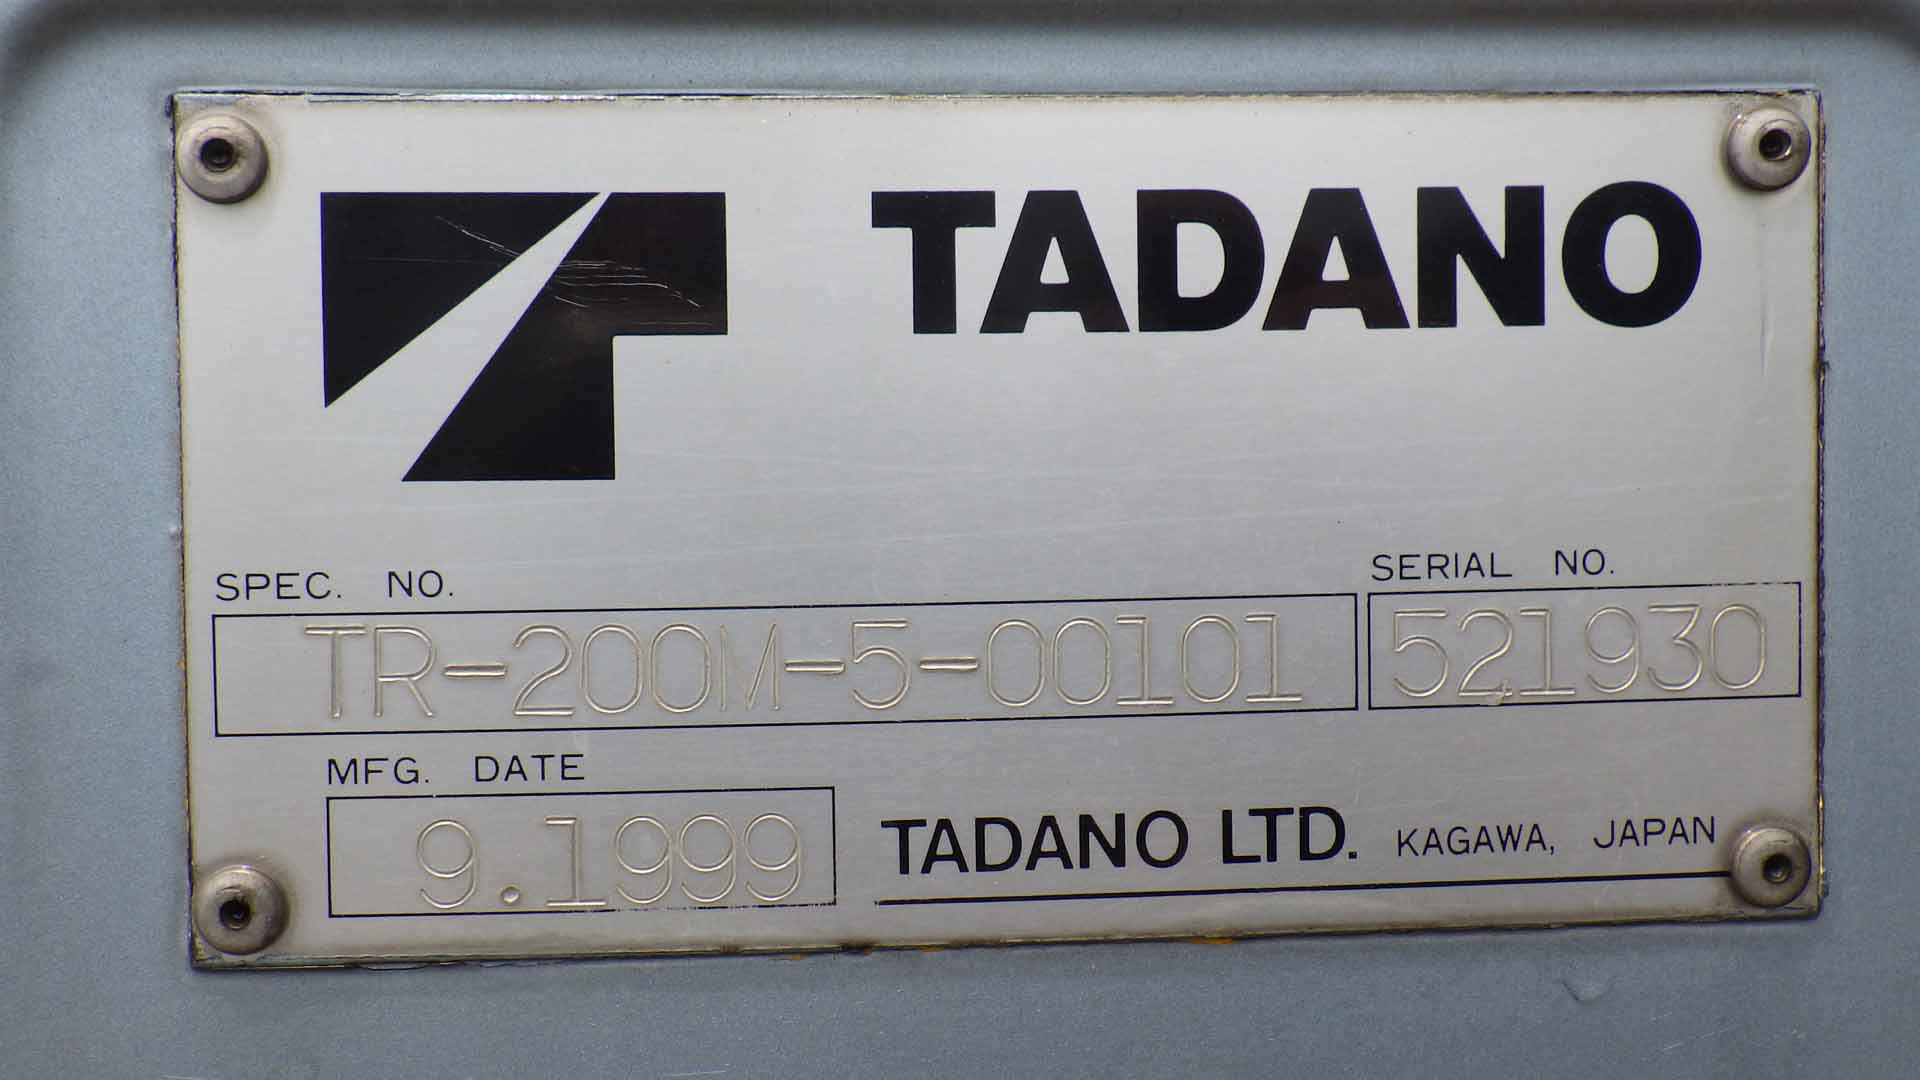 TADANO
SPEC. NO.
SERIAL NO.
TR-200M-5-00101
521930
MFG. DATE
9.1999
TADANO LTD. KAGAWA, JAPAN